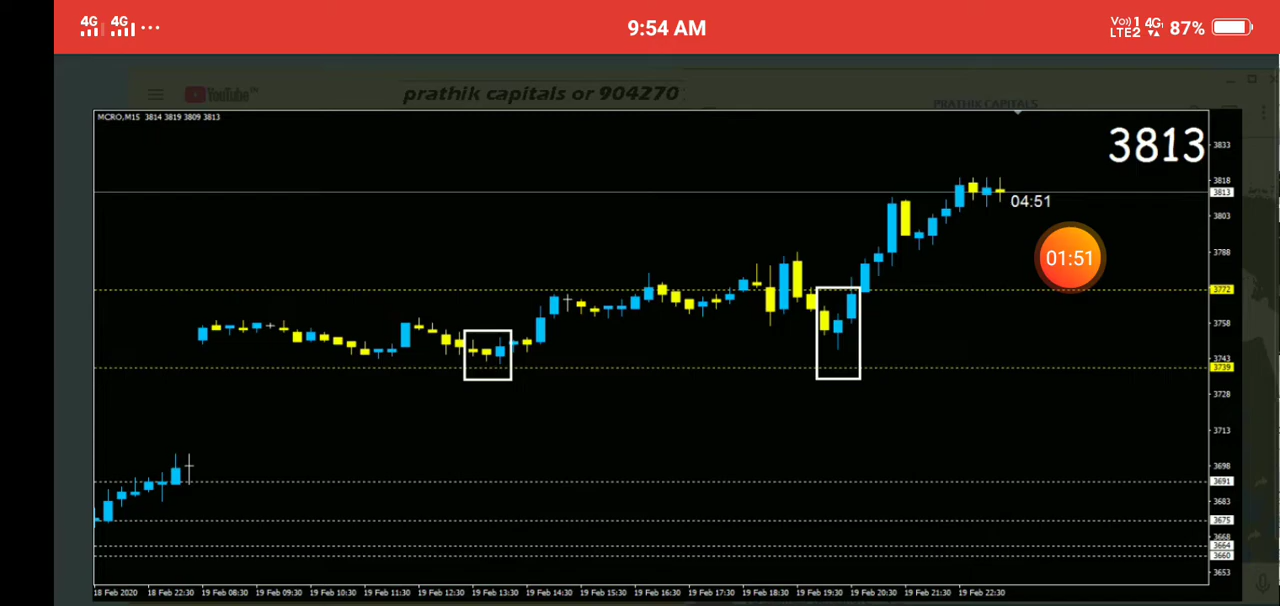 4G 4G ...
9:54 AM
Vo)) 1 4G
LTE2
87%
YouTube IN
prathik capitals or 904270
PRATHIK CAPITALS
MCRO,M15 3814 3819 3809 3813
3813
3833
3818
3813
04:51
3803
01:51
3788
3772
3758
3743
3739
3728
3713
3698
3691
3683
3675
3668
3664
3660
3653
18 Feb 2020 18 Feb 22:30 19 Feb 08:30 19 Feb 09:30 19 Feb 10:30 19 Feb 11:30 19 Feb 12:30 19 Feb 13:30 19 Feb 14:30 19 Feb 15:30 19 Feb 16:30 19 Feb 17:30 19 Feb 18:30 19 Feb 19:30 19 Feb 20:30 19 Feb 21:30 19 Feb 22:30